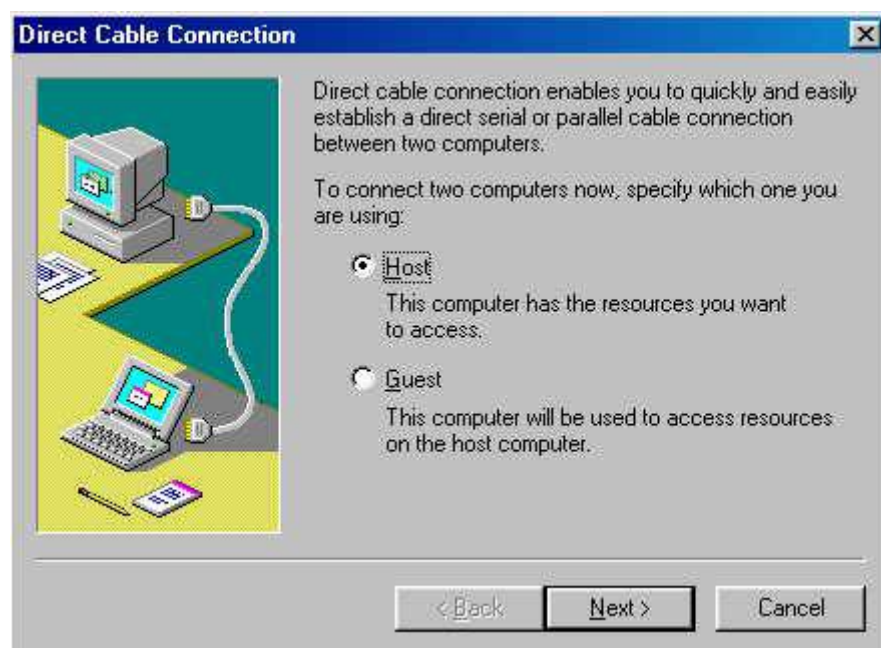 Direct Cable Connection
Direct cable connection enables you to quickly and easily
establish a direct serial or parallel cable connection
between two computers.
To connect two computers now, specify which one you
are using:
Host
This computer has the resources you want
to access.
Guest
This computer will be used to access resources
on the host computer.
< Back
Next >
Cancel